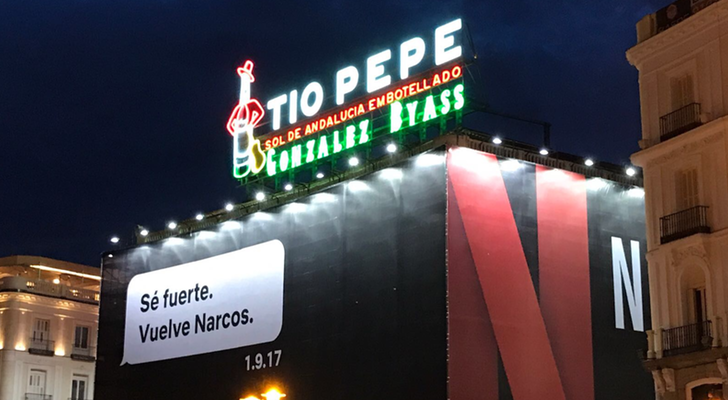 TIO PEPE
SOL DE ANDALUCIA EMBOTELLADO
GONZALEZ BYASS
Sé fuerte.
Vuelve Narcos.
1.9.17
N
N